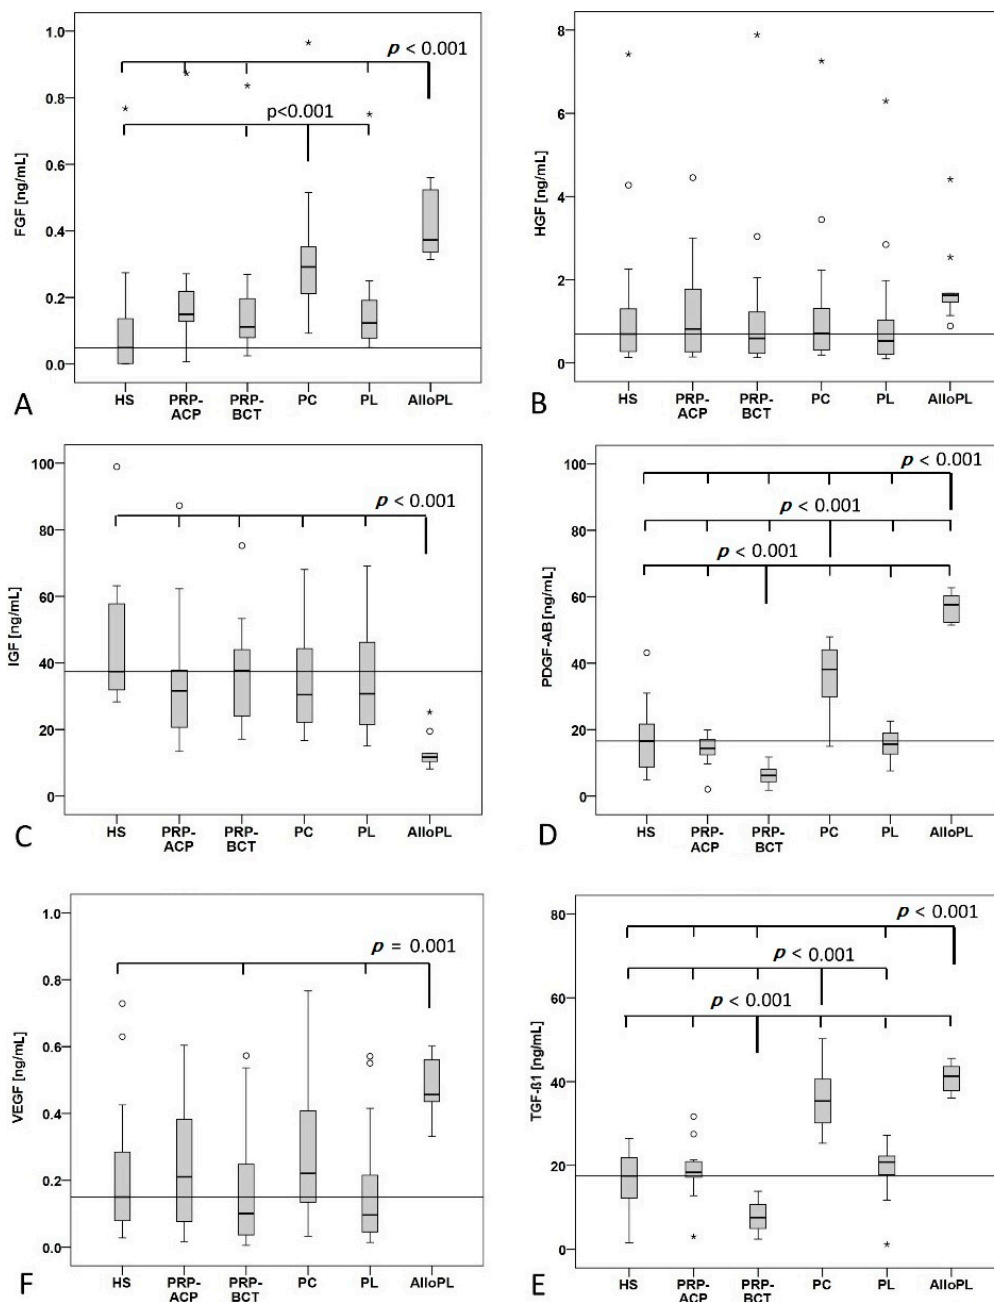 1.0
0.8
0.6
0.4
0.2
0.0
FGF [ng/mL]
p < 0.001
p<0.001
HS
PRP-
ACP
PRP-
BCT
PC
PL
AlloPL
A
8
6
4
2
0
HGF [ng/mL]
HS
PRP-
ACP
PRP-
BCT
PC
PL
AlloPL
B
100
80
60
40
20
0
IGF [ng/mL]
p < 0.001
HS
PRP-
ACP
PRP-
BCT
PC
PL
AlloPL
C
100
80
60
40
20
0
PDGF-AB [ng/mL]
p < 0.001
p < 0.001
p < 0.001
HS
PRP-
ACP
PRP-
BCT
PC
PL
AlloPL
D
1.0
0.8
0.6
0.4
0.2
0.0
VEGF [ng/mL]
p = 0.001
HS
PRP-
ACP
PRP-
BCT
PC
PL
AlloPL
F
80
60
40
20
0
TGF-ß1 [ng/mL]
p < 0.001
p < 0.001
p < 0.001
HS
PRP-
ACP
PRP-
BCT
PC
PL
AlloPL
E